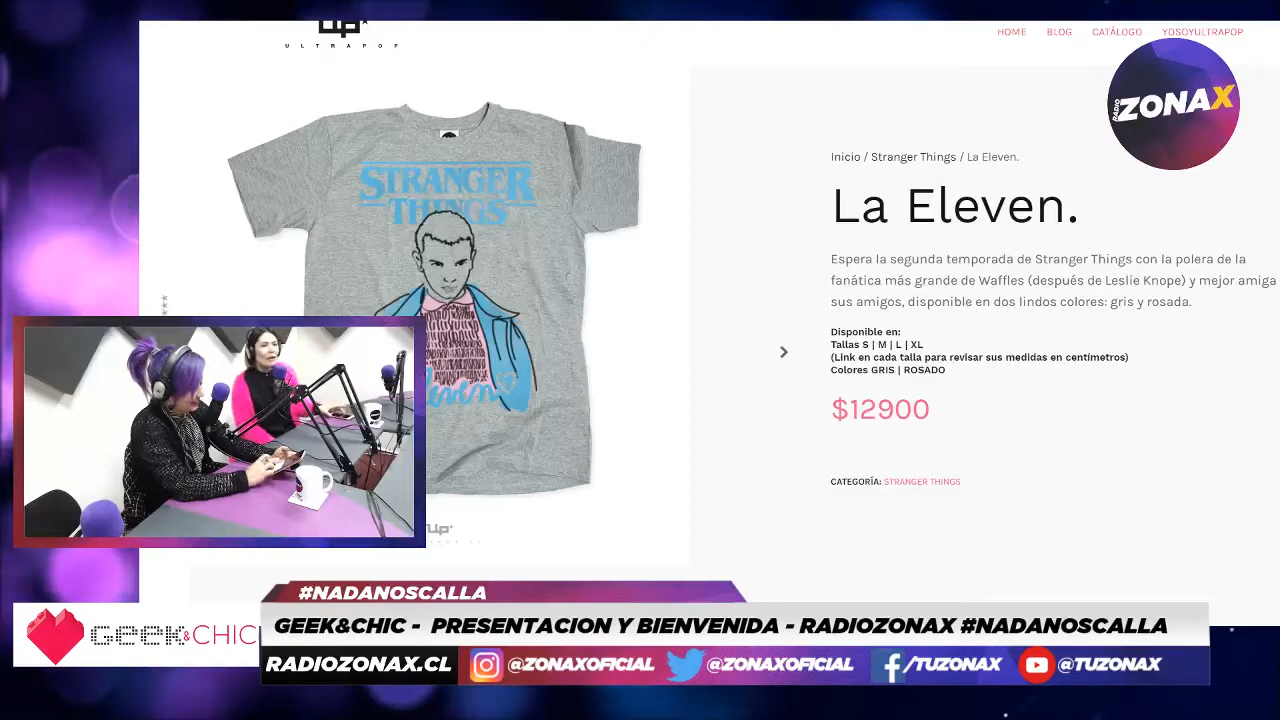 up*
ULTRAPOP
HOME
BLOG
CATÁLOGO
YOSOYULTRAPOP
RADIO
ZONAX
STRANGER
THINGS
Eleven
Inicio / Stranger Things / La Eleven.
La Eleven.
Espera la segunda temporada de Stranger Things con la polera de la
fanática más grande de Waffles (después de Leslie Knope) y mejor amiga
sus amigos, disponible en dos lindos colores: gris y rosada.
Disponible en:
Tallas S | M | L | XL
(Link en cada talla para revisar sus medidas en centímetros)
Colores GRIS | ROSADO
$12900
CATEGORÍA: STRANGER THINGS
up*
#NADANOSCALLA
GEEK&CHIC
GEEK&CHIC - PRESENTACION Y BIENVENIDA - RADIOZONAX #NADANOSCALLA
RADIOZONAX.CL
@ZONAXOFICIAL
@ZONAXOFICIAL
/TUZONAX
@TUZONAX